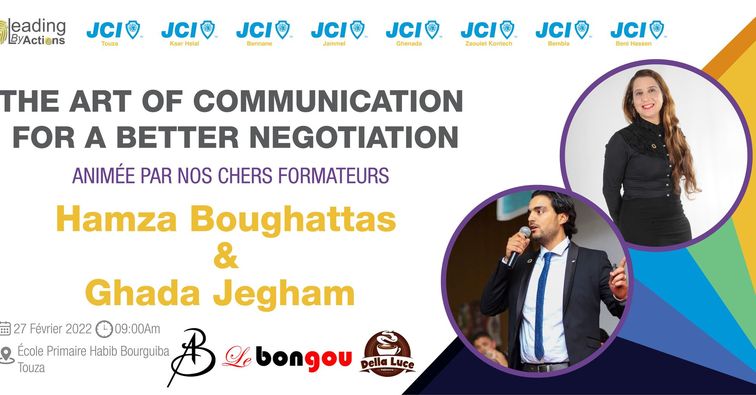 leading
By Actions
JCI JCI JCI JCI JCI JCI JCI JCI
Touza Ksar Helal Bennane Jammel Ghenada Zaouiet Kontech Bembla Beni Hassen
THE ART OF COMMUNICATION
FOR A BETTER NEGOTIATION
ANIMÉE PAR NOS CHERS FORMATEURS
Hamza Boughattas
&
Ghada Jegham
27 Février 2022 09:00Am
École Primaire Habib Bourguiba
Touza
AB Le bongou Della Luce